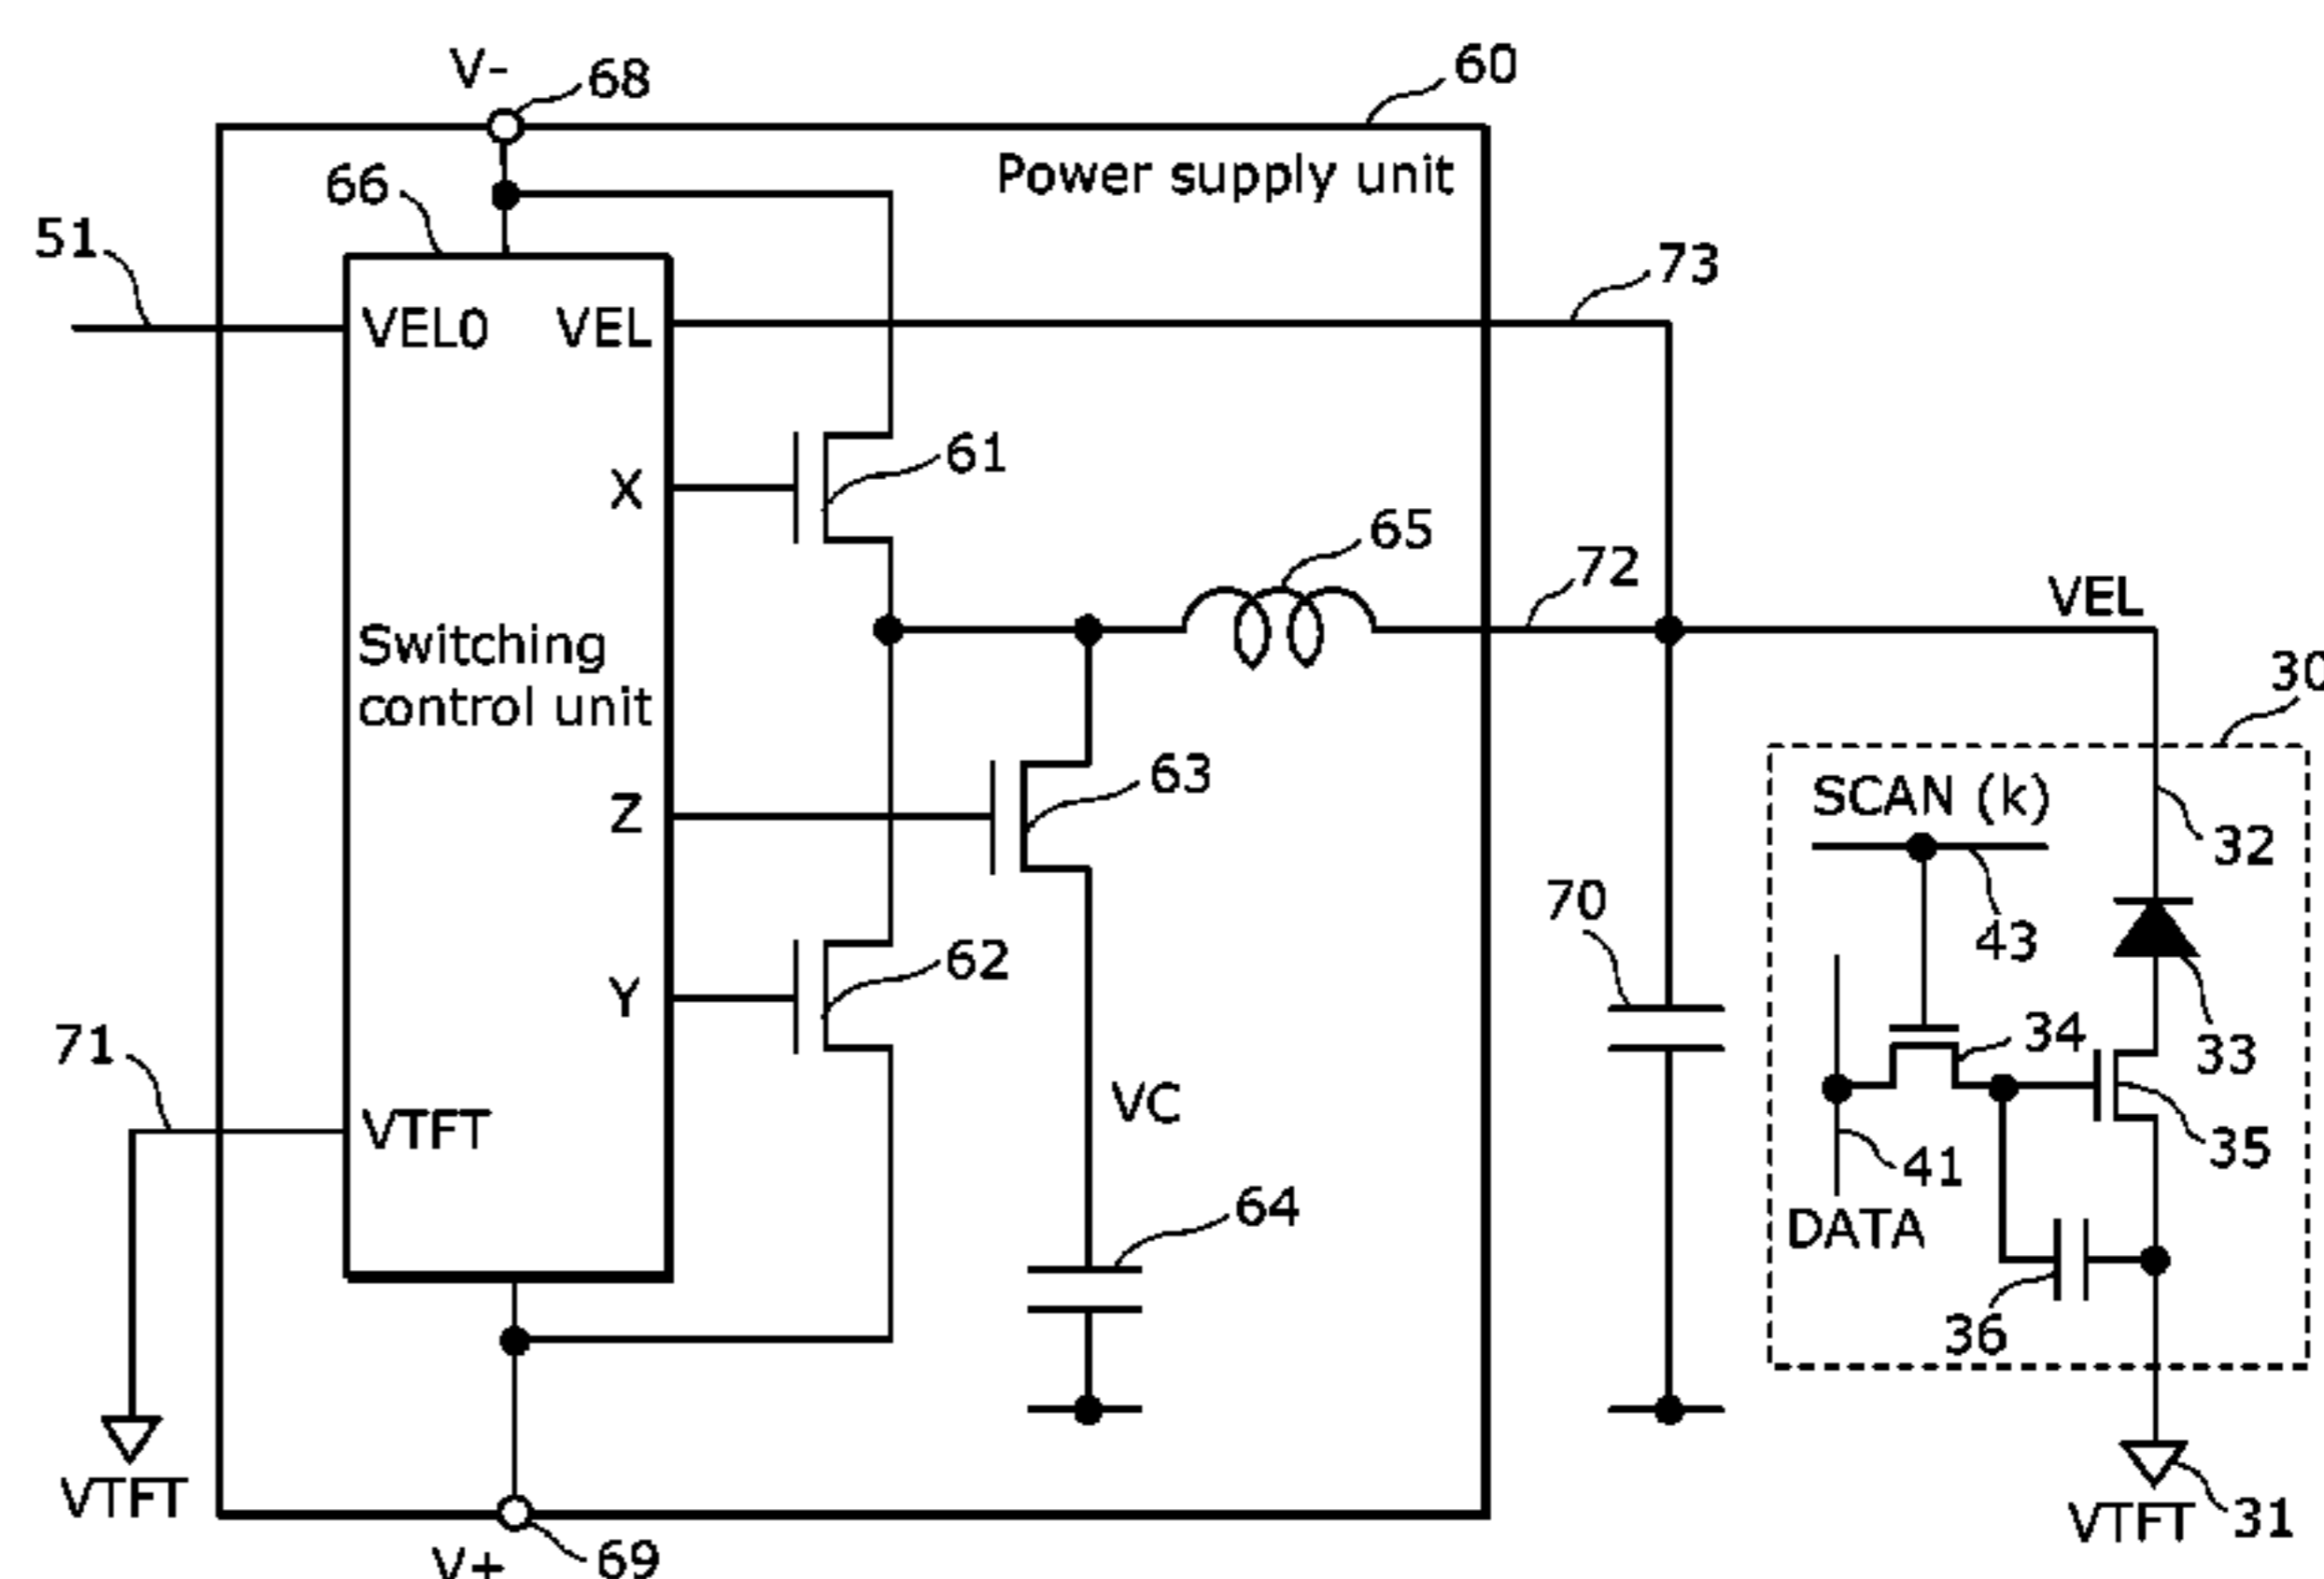 V-
68
60
Power supply unit
66
51
73
VEL0
VEL
61
X
65
72
VEL
Switching
control unit
30
63
SCAN (k)
Z
32
70
43
62
Y
34
71
33
VC
VTFT
35
41
64
DATA
36
VTFT
31
VTFT
69
V+